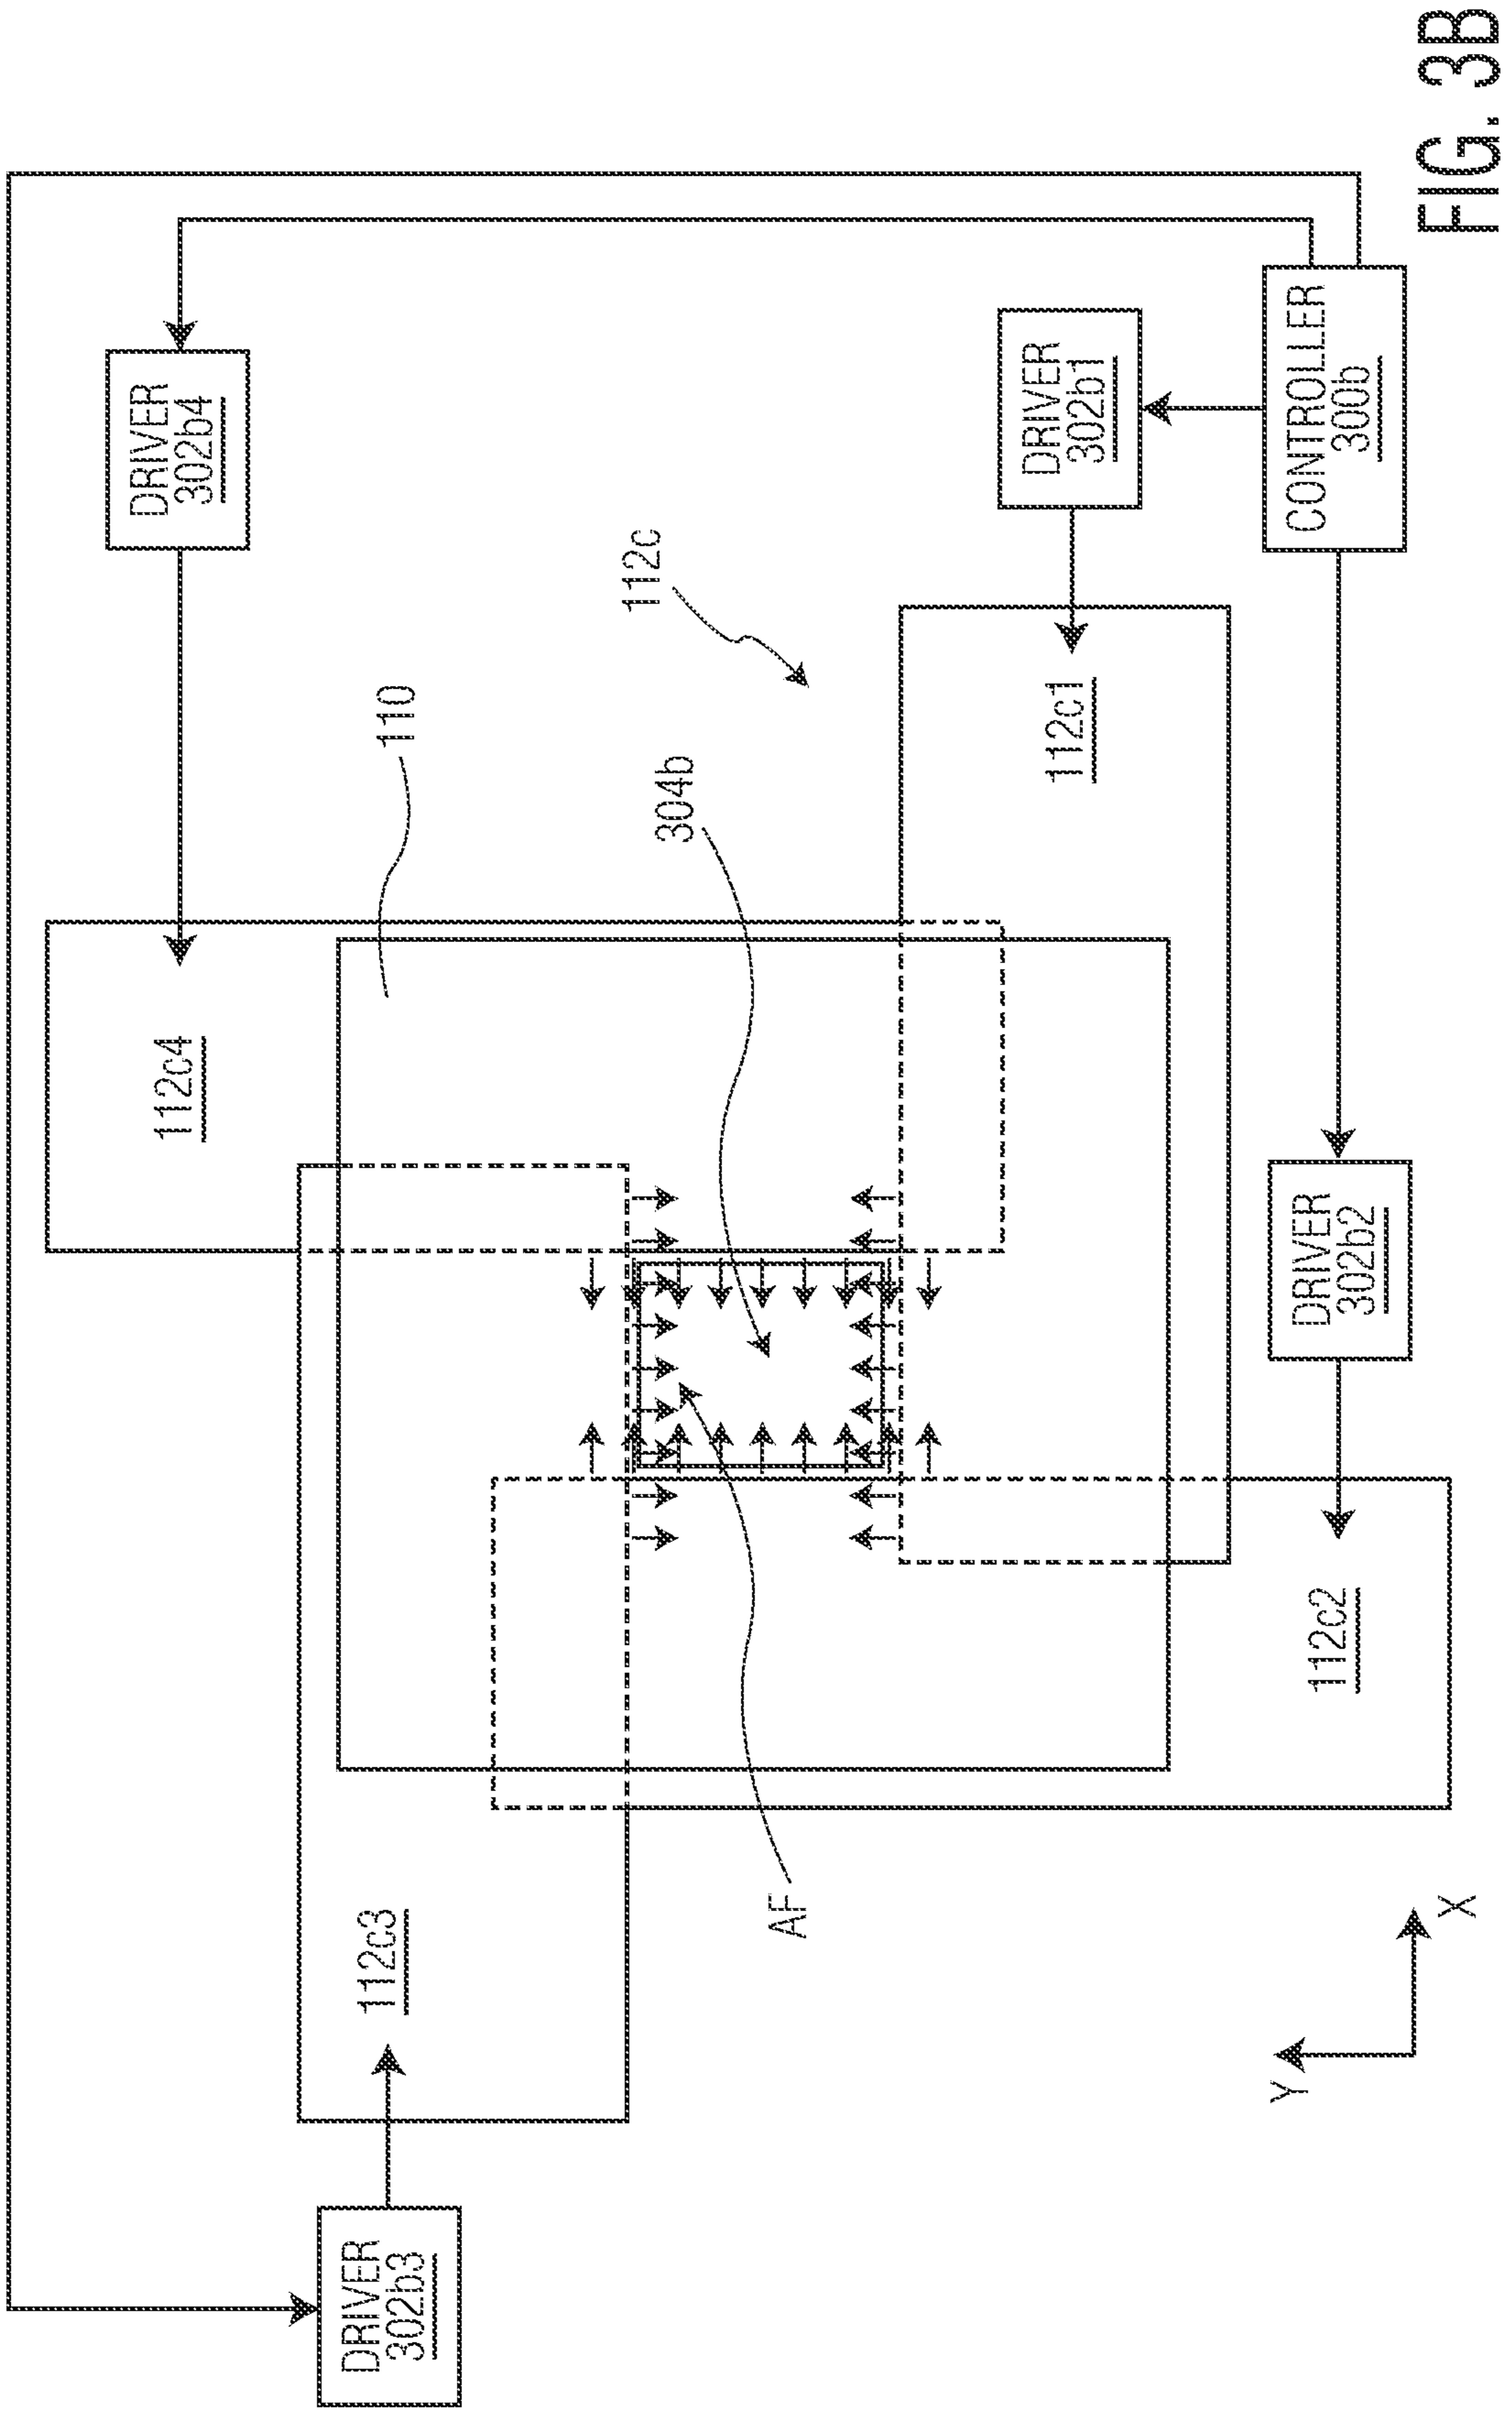 DRIVER
302b3
112c3
112c4
DRIVER
302b4
110
304b
112c
AF
112c1
DRIVER
302b1
CONTROLLER
300b
DRIVER
302b2
112c2
Y
X
FIG. 3B